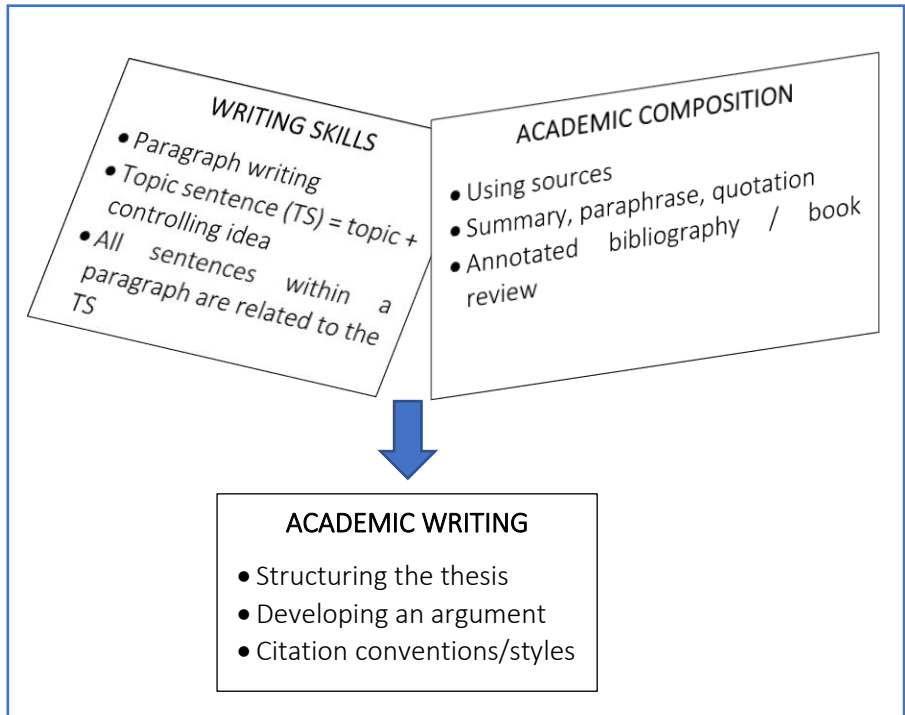 WRITING SKILLS
• Paragraph writing
• Topic sentence (TS) = topic +
controlling idea
• All sentences within a
paragraph are related to the
TS
ACADEMIC COMPOSITION
• Using sources
• Summary, paraphrase, quotation
• Annotated bibliography / book
review
ACADEMIC WRITING
• Structuring the thesis
• Developing an argument
• Citation conventions/styles